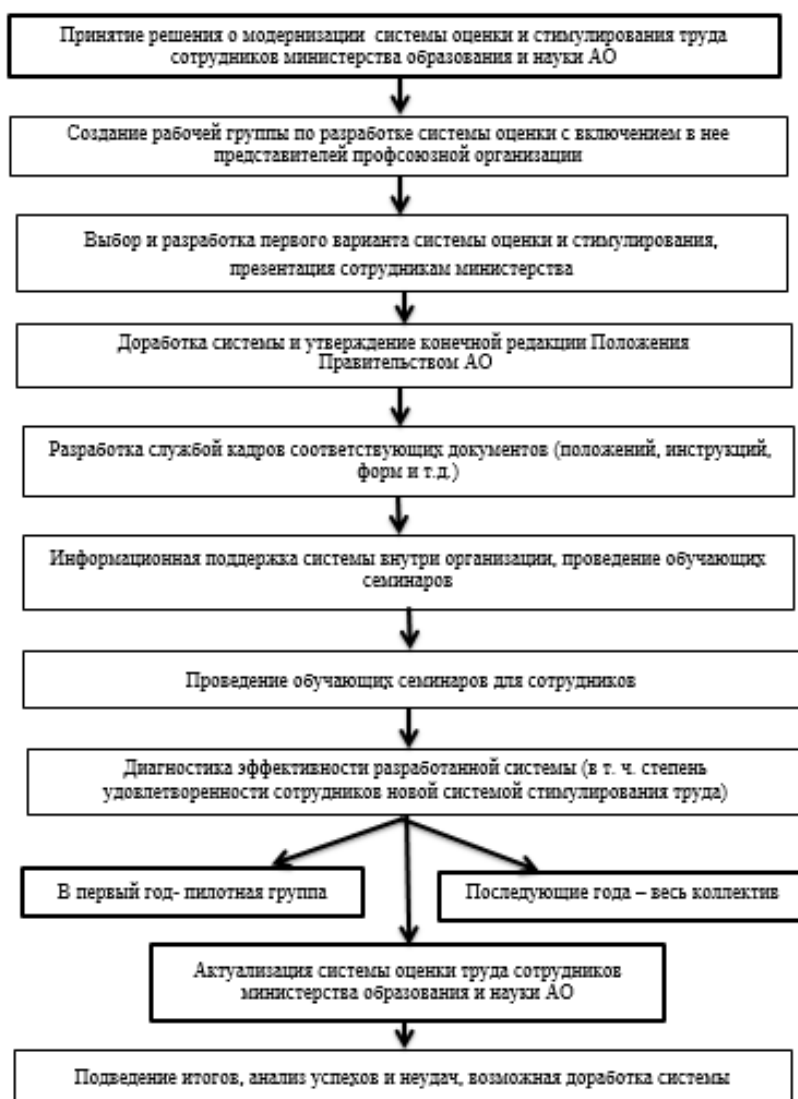 Принятие решения о модернизации системы оценки и стимулирования труда
сотрудников министерства образования и науки АО
Создание рабочей группы по разработке системы оценки с включением в нее
представителей профсоюзной организации
Выбор и разработка первого варианта системы оценки и стимулирования,
презентация сотрудникам министерства
Доработка системы и утверждение конечной редакции Положения
Правительством АО
Разработка службой кадров соответствующих документов (положений, инструкций,
форм и т.д.)
Информационная поддержка системы внутри организации, проведение обучающих
семинаров
Проведение обучающих семинаров для сотрудников
Диагностика эффективности разработанной системы (в т. ч. степень
удовлетворенности сотрудников новой системой стимулирования труда)
В первый год- пилотная группа
Последующие года – весь коллектив
Актуализация системы оценки труда сотрудников
министерства образования и науки АО
Подведение итогов, анализ успехов и неудач, возможная доработка системы